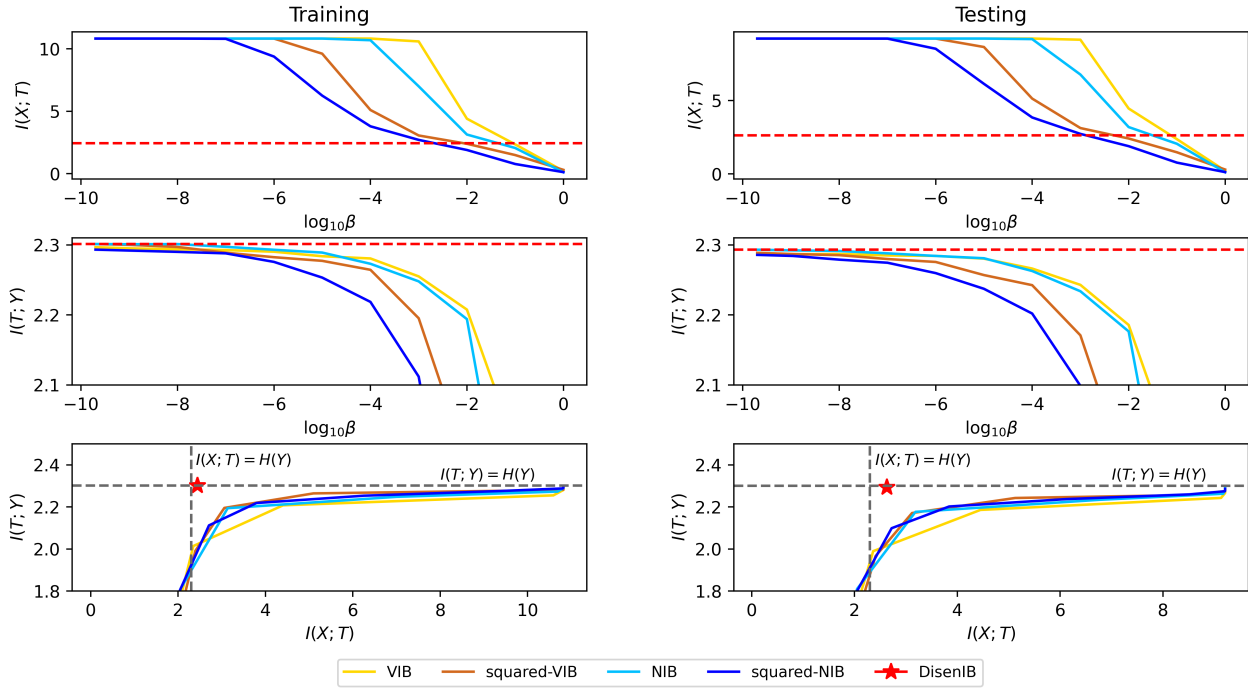 Training
Testing
I(X;T)
10
5
0
−10
−8
−6
−4
−2
0
log₁₀β
I(X;T)
5
0
−10
−8
−6
−4
−2
0
log₁₀β
I(T;Y)
2.3
2.2
2.1
−10
−8
−6
−4
−2
0
log₁₀β
I(T;Y)
2.3
2.2
2.1
−10
−8
−6
−4
−2
0
log₁₀β
I(T;Y)
2.4
2.2
2.0
1.8
I(X;T) = H(Y)
I(T;Y) = H(Y)
0
2
4
6
8
10
I(X;T)
I(T;Y)
2.4
2.2
2.0
1.8
I(X;T) = H(Y)
I(T;Y) = H(Y)
0
2
4
6
8
I(X;T)
VIB
squared-VIB
NIB
squared-NIB
DisenIB